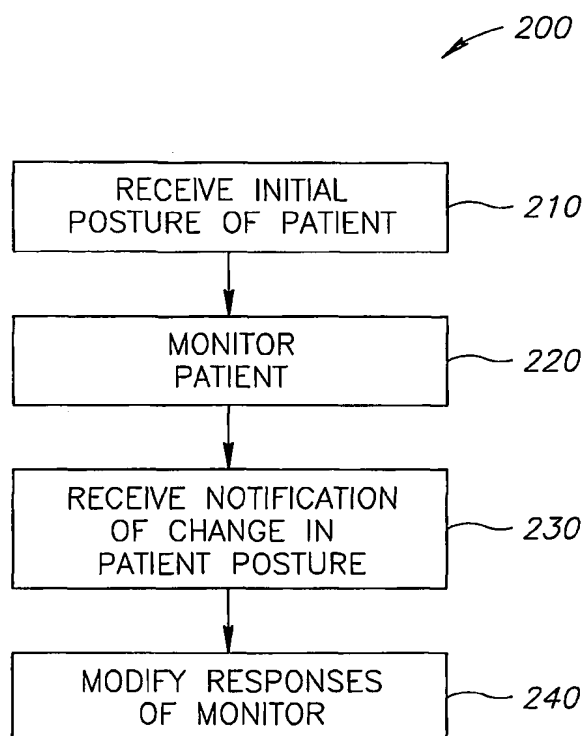 200
RECEIVE INITIAL
POSTURE OF PATIENT
210
MONITOR
PATIENT
220
RECEIVE NOTIFICATION
OF CHANGE IN
PATIENT POSTURE
230
MODIFY RESPONSES
OF MONITOR
240